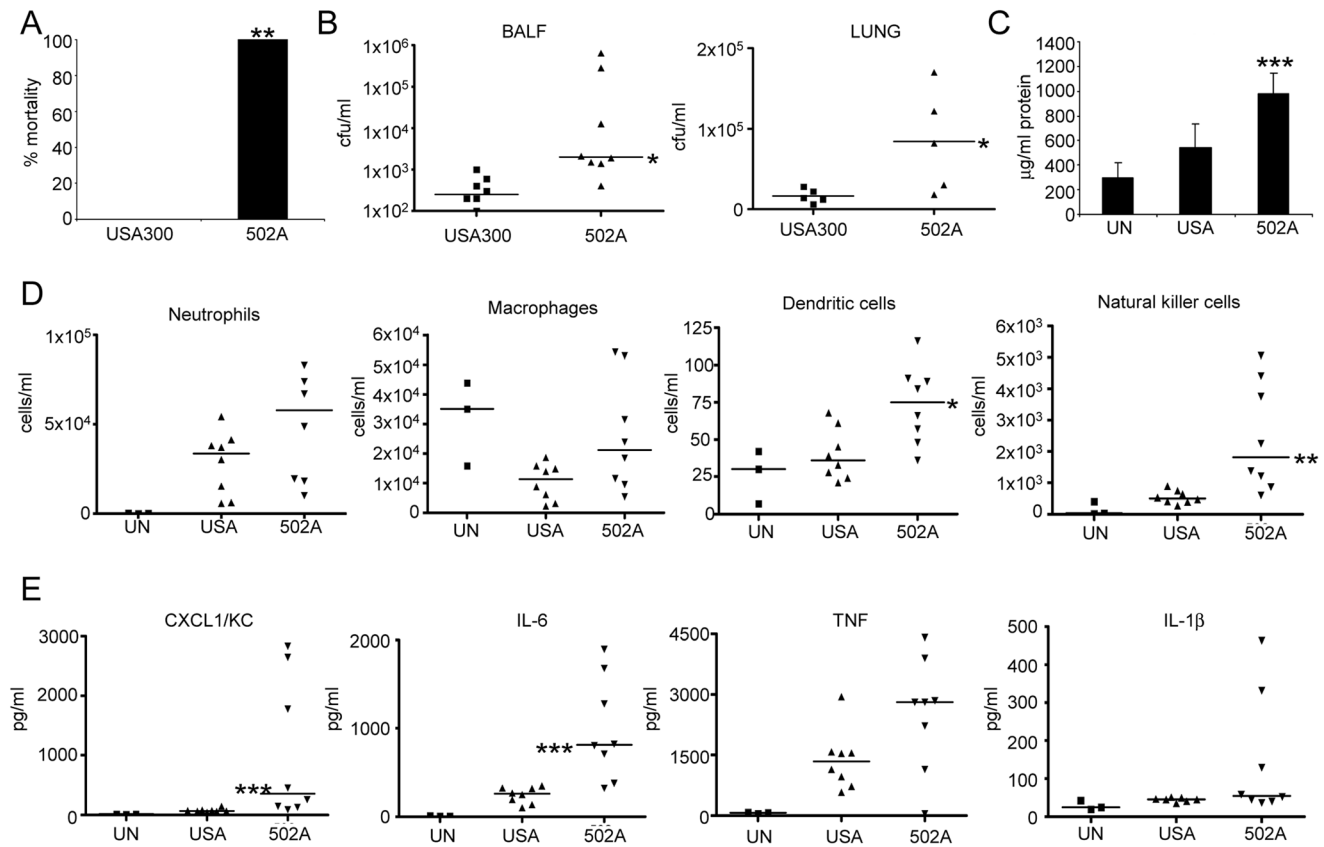 A
% mortality
100
80
60
40
20
0
**
USA300 502A
B
BALF
cfu/ml
1x10⁶
1x10⁵
1x10⁴
1x10³
1x10²
*
USA300 502A
LUNG
cfu/ml
2x10⁵
1x10⁵
0
*
USA300 502A
C
µg/ml protein
1400
1200
1000
800
600
400
200
0
***
UN USA 502A
D
Neutrophils
cells/ml
1x10⁵
5x10⁴
0
UN USA 502A
Macrophages
cells/ml
6x10⁴
5x10⁴
4x10⁴
3x10⁴
2x10⁴
1x10⁴
0
UN USA 502A
Dendritic cells
cells/ml
125
100
75
50
25
0
*
UN USA 502A
Natural killer cells
cells/ml
6x10³
5x10³
4x10³
3x10³
2x10³
1x10³
0
**
UN USA 502A
E
CXCL1/KC
pg/ml
3000
2000
1000
0
***
UN USA 502A
IL-6
pg/ml
2000
1000
0
***
UN USA 502A
TNF
pg/ml
4500
3000
1500
0
UN USA 502A
IL-1β
pg/ml
500
400
300
200
100
50
0
UN USA 502A